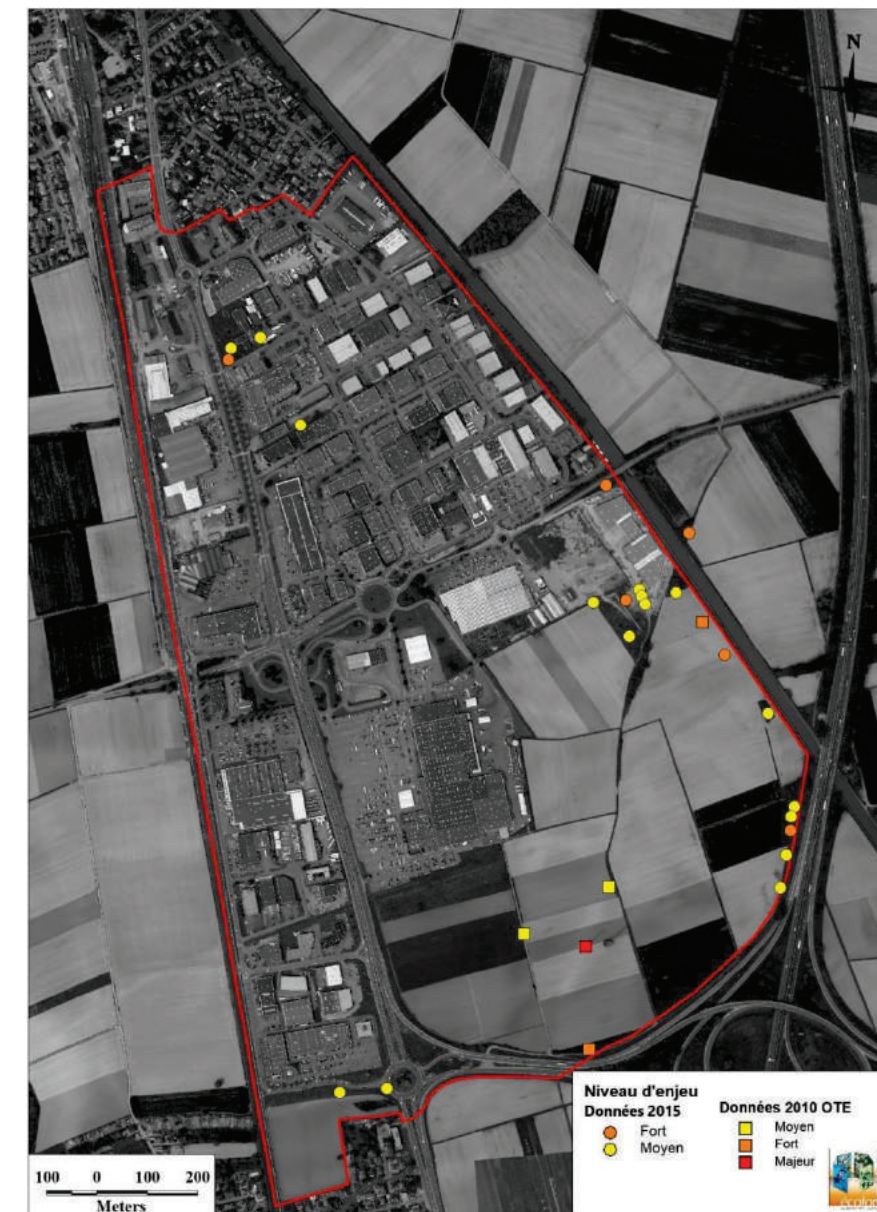 N
Niveau d'enjeu
Données 2015
Fort
Moyen
Données 2010 OTE
Moyen
Fort
Majeur
100 0 100 200
Meters